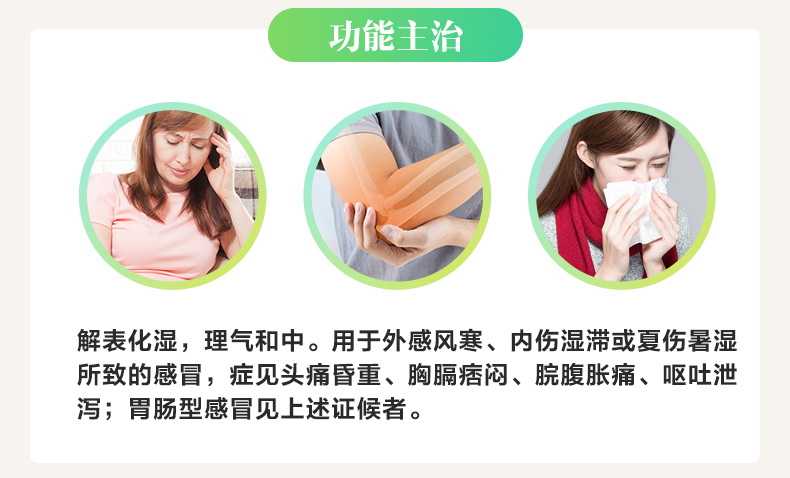 功能主治
解表化湿，理气和中。用于外感风寒、内伤湿滞或夏伤暑湿
所致的感冒，症见头痛昏重、胸膈痞闷、脘腹胀痛、呕吐泄
泻；胃肠型感冒见上述证候者。